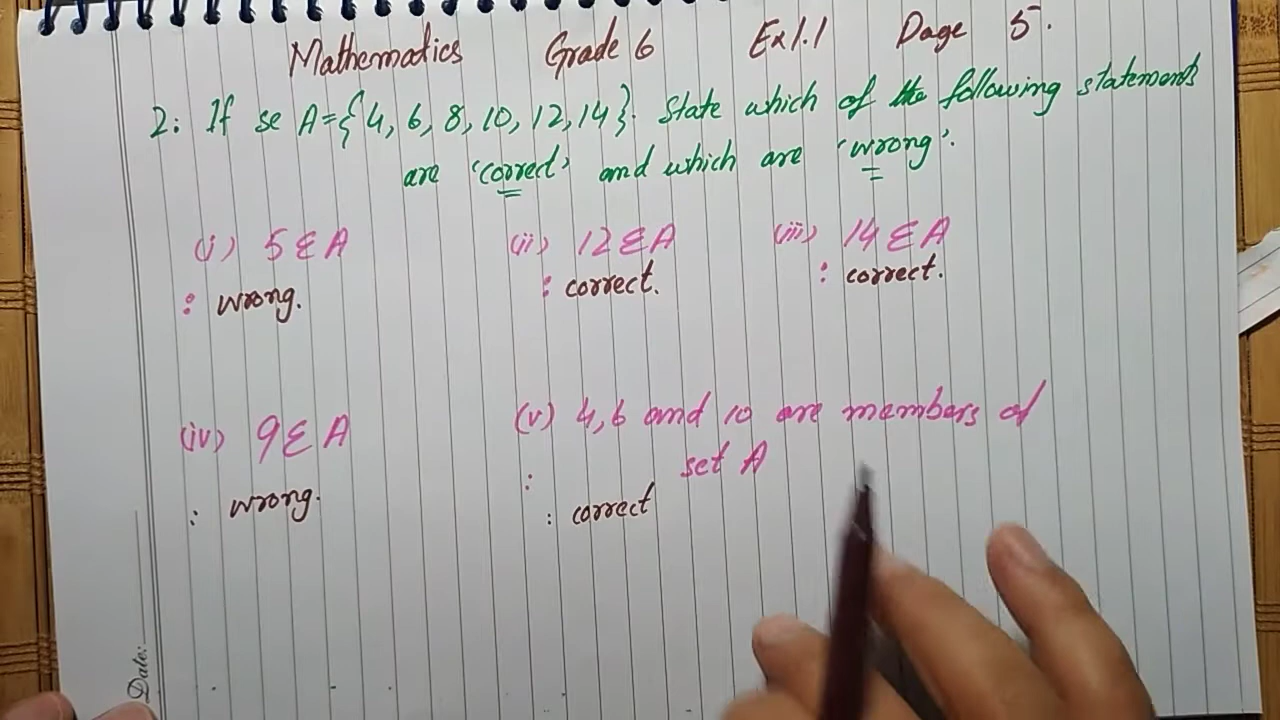 Mathematics Grade 6 Ex 1.1 Page 5.
2: If se A={4, 6, 8, 10, 12, 14}. State which of the following statements
are 'correct' and which are 'wrong'.
(i) 5 ∈ A (ii) 12 ∈ A (iii) 14 ∈ A
: wrong. : correct. : correct.
(iv) 9 ∈ A (v) 4, 6 and 10 are members of
set A
: wrong. : correct
Date: